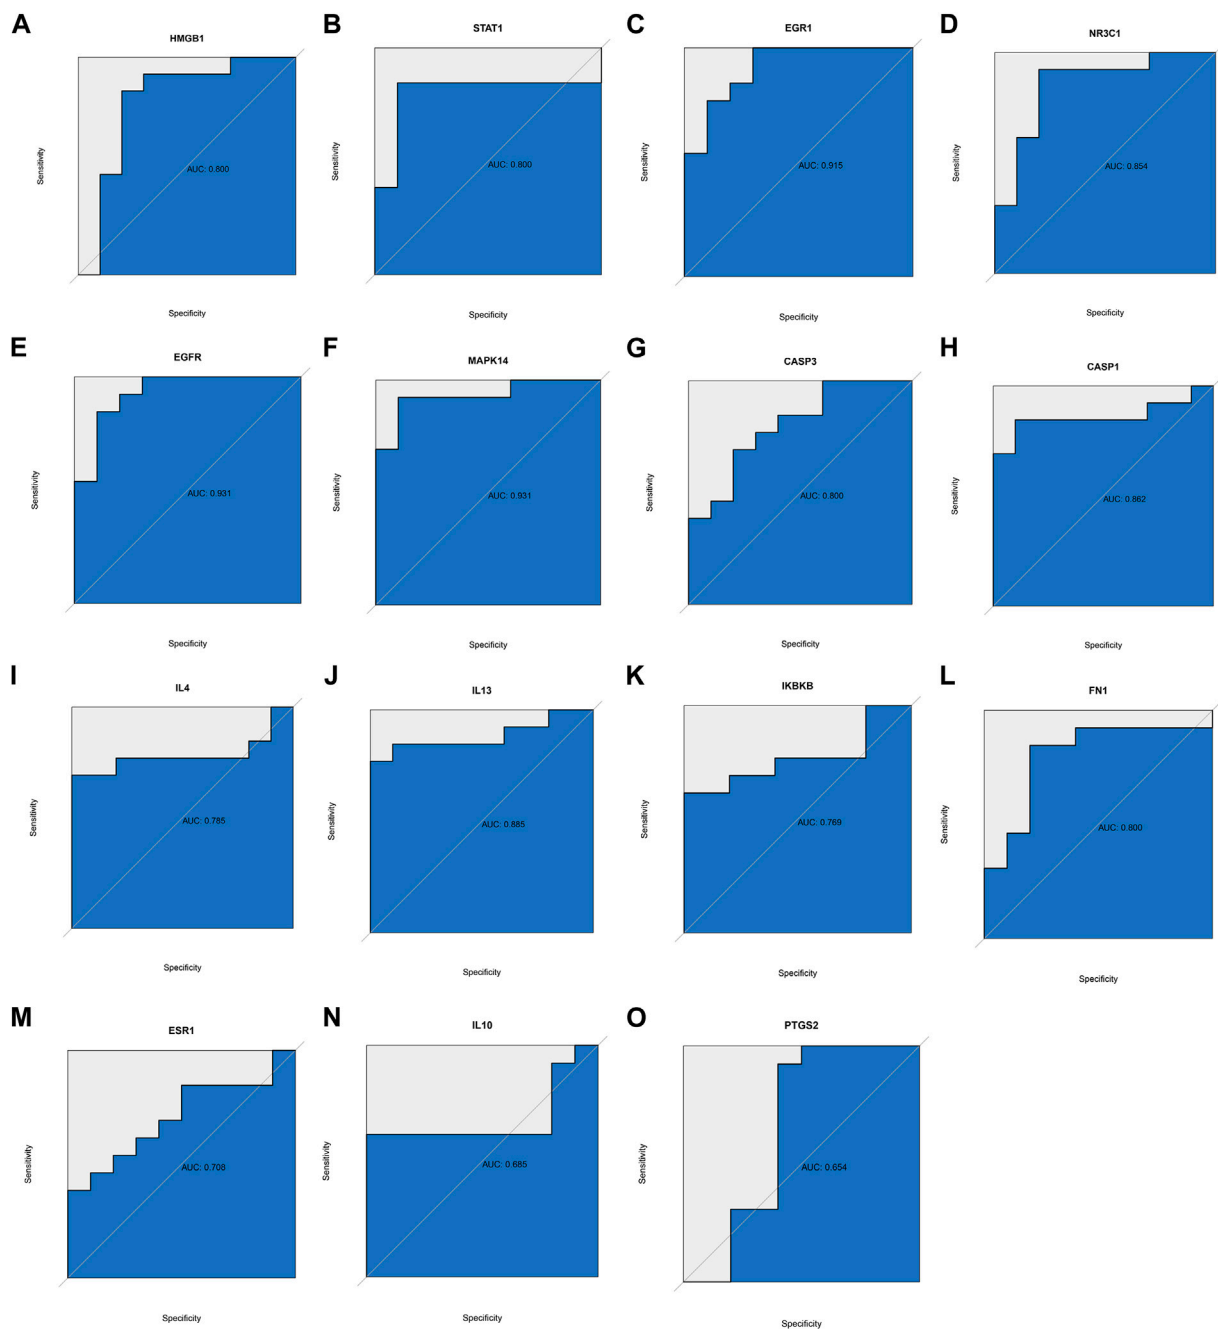 A
HMGB1
Sensitivity
AUC: 0.800
Specificity
B
STAT1
Sensitivity
AUC: 0.800
C
EGR1
Sensitivity
AUC: 0.915
Specificity
D
NR3C1
Sensitivity
AUC: 0.854
Specificity
E
EGFR
Sensitivity
AUC: 0.931
Specificity
F
MAPK14
Sensitivity
AUC: 0.931
Specificity
G
CASP3
Sensitivity
AUC: 0.800
Specificity
H
CASP1
Sensitivity
AUC: 0.862
Specificity
I
IL4
Sensitivity
AUC: 0.785
Specificity
J
IL13
Sensitivity
AUC: 0.885
Specificity
K
IKBKB
Sensitivity
AUC: 0.769
Specificity
L
FN1
Sensitivity
AUC: 0.800
Specificity
M
ESR1
Sensitivity
AUC: 0.708
Specificity
N
IL10
Sensitivity
AUC: 0.685
Specificity
O
PTGS2
Sensitivity
AUC: 0.654
Specificity